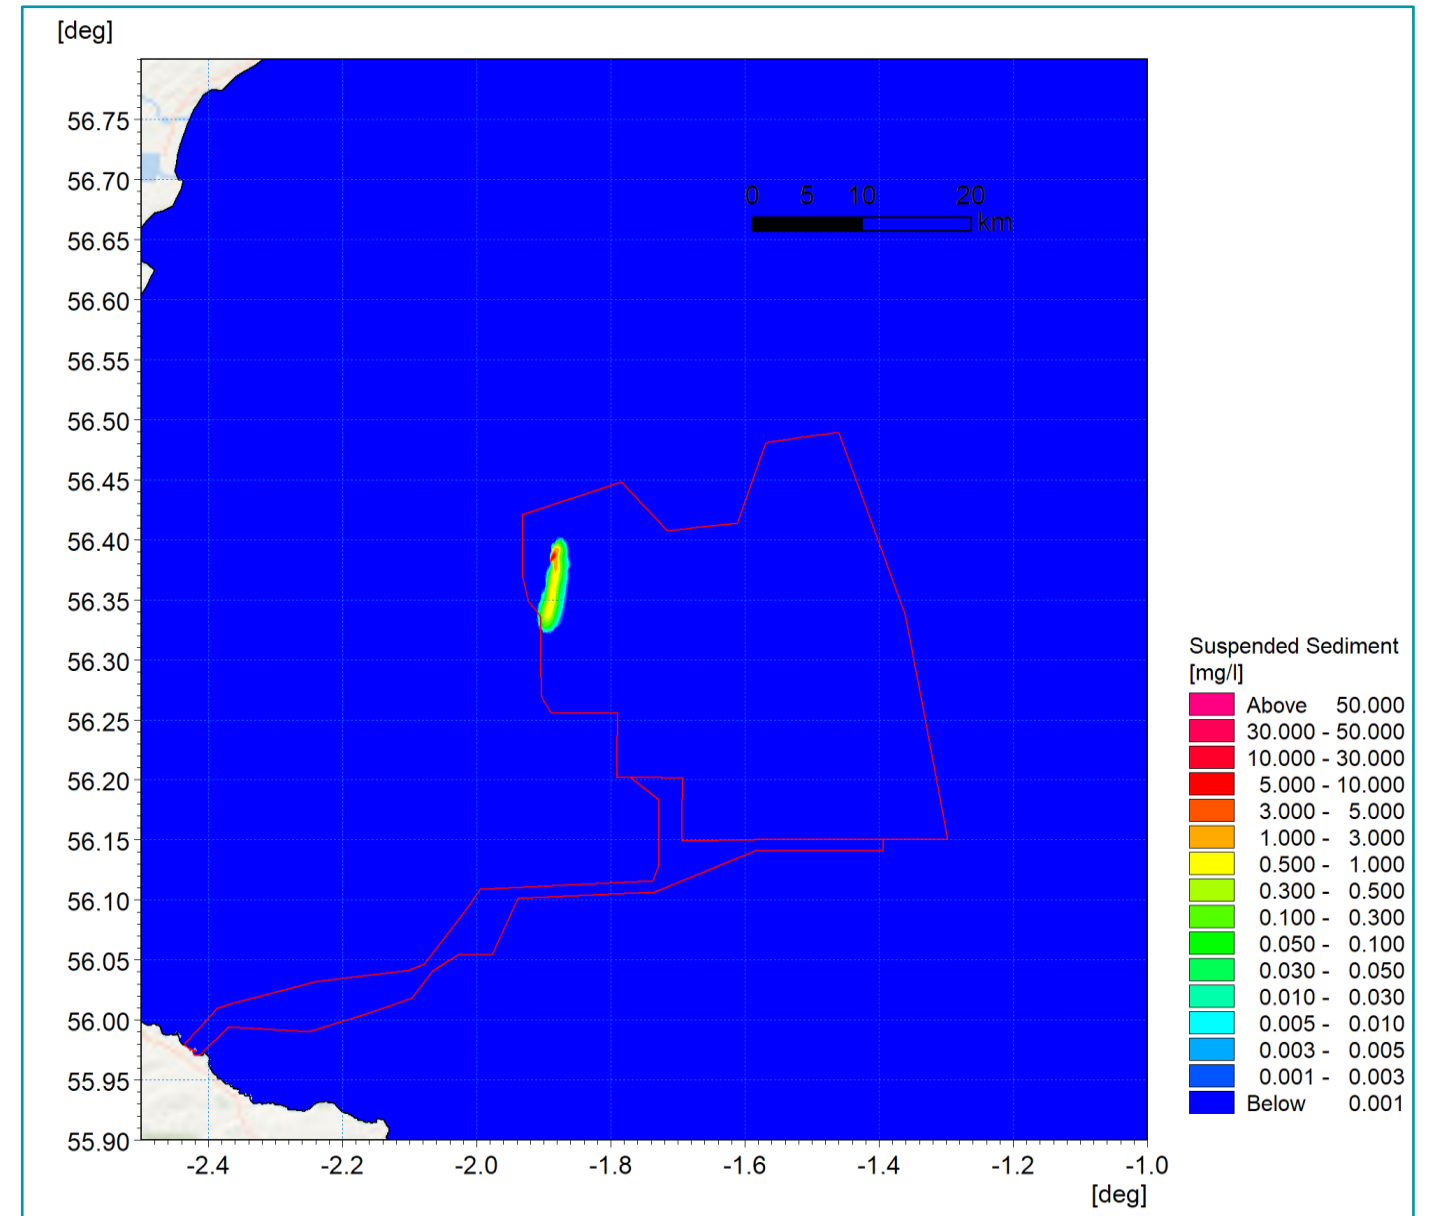 [deg]
56.75
56.70
56.65
56.60
56.55
56.50
56.45
56.40
56.35
56.30
56.25
56.20
56.15
56.10
56.05
56.00
55.95
55.90
0 5 10 20
km
-2.4 -2.2 -2.0 -1.8 -1.6 -1.4 -1.2 -1.0
[deg]
Suspended Sediment
[mg/l]
Above 50.000
30.000 - 50.000
10.000 - 30.000
5.000 - 10.000
3.000 - 5.000
1.000 - 3.000
0.500 - 1.000
0.300 - 0.500
0.100 - 0.300
0.050 - 0.100
0.030 - 0.050
0.010 - 0.030
0.005 - 0.010
0.003 - 0.005
0.001 - 0.003
Below 0.001